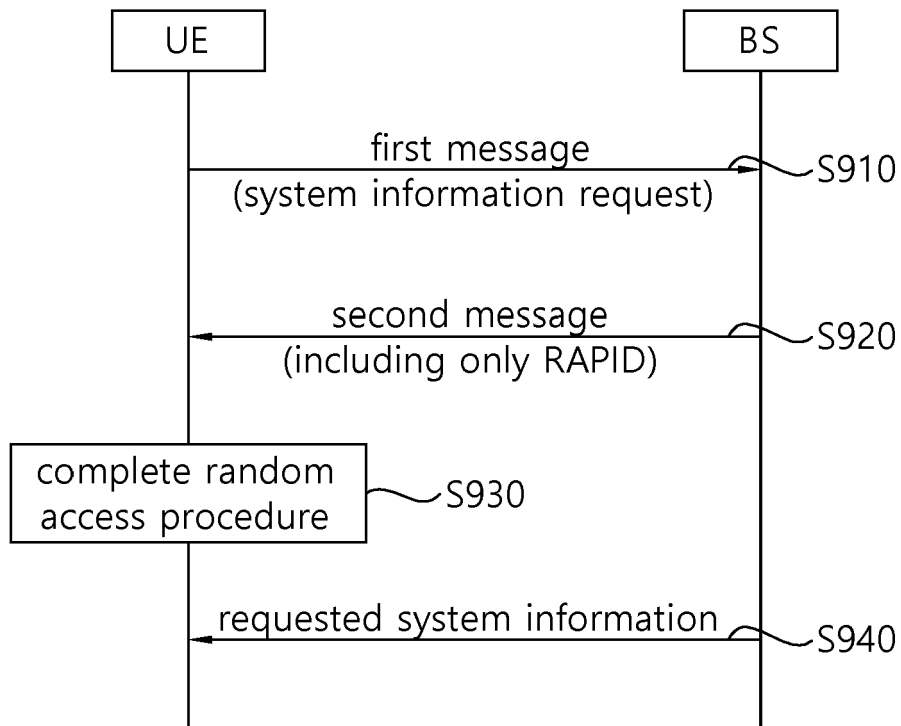 UE
BS
first message
(system information request)
S910
second message
(including only RAPID)
S920
complete random
access procedure
S930
requested system information
S940